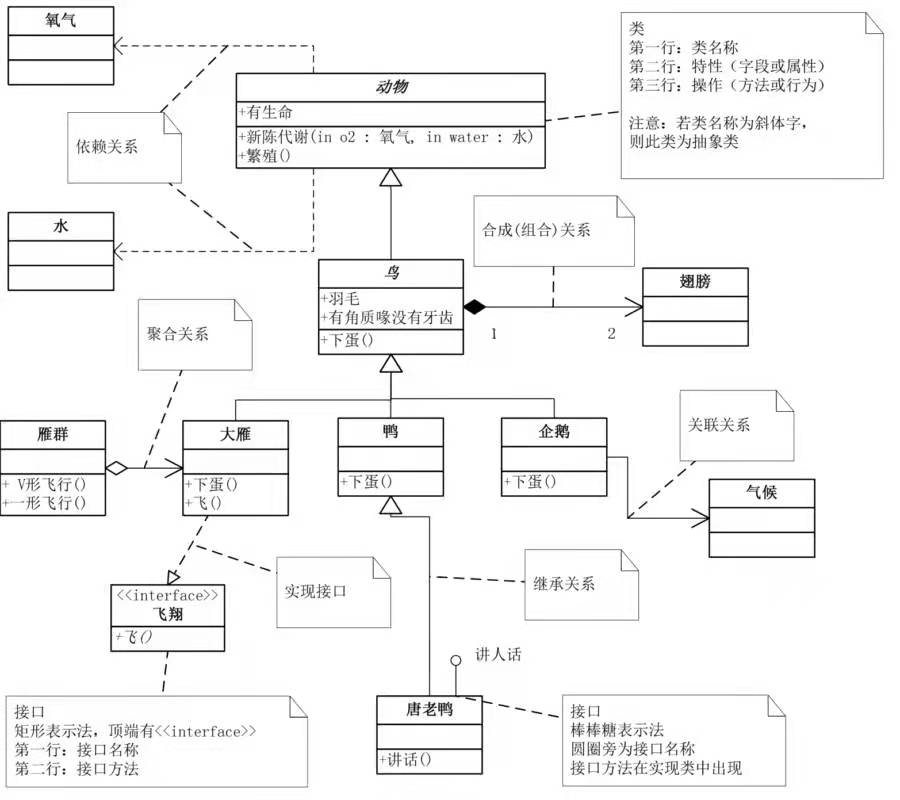 氧气
类
第一行：类名称
第二行：特性（字段或属性）
第三行：操作（方法或行为）
注意：若类名称为斜体字，
则此类为抽象类
动物
+有生命
+新陈代谢(in o2 : 氧气, in water : 水)
+繁殖()
依赖关系
水
合成(组合)关系
鸟
+羽毛
+有角质喙没有牙齿
+下蛋()
1
2
翅膀
聚合关系
雁群
+ V形飞行()
+一形飞行()
大雁
+下蛋()
+飞()
鸭
+下蛋()
企鹅
+下蛋()
关联关系
气候
<<interface>>
飞翔
+飞()
实现接口
继承关系
讲人话
唐老鸭
+讲话()
接口
矩形表示法，顶端有<<interface>>
第一行：接口名称
第二行：接口方法
接口
棒棒糖表示法
圆圈旁为接口名称
接口方法在实现类中出现